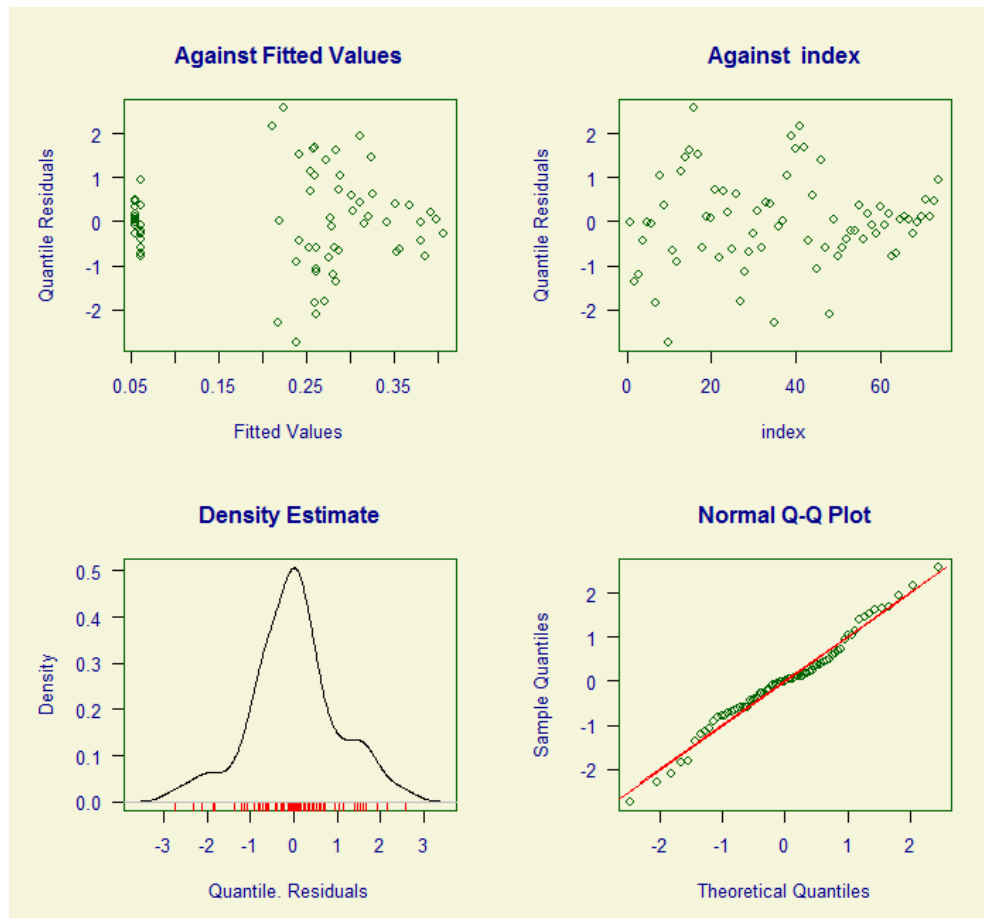 Against Fitted Values
Quantile Residuals
2
1
0
-1
-2
0.05 0.15 0.25 0.35
Fitted Values
Against index
Quantile Residuals
2
1
0
-1
-2
0 20 40 60
index
Density Estimate
Density
0.5
0.4
0.3
0.2
0.1
0.0
-3 -2 -1 0 1 2 3
Quantile. Residuals
Normal Q-Q Plot
Sample Quantiles
2
1
0
-1
-2
-2 -1 0 1 2
Theoretical Quantiles